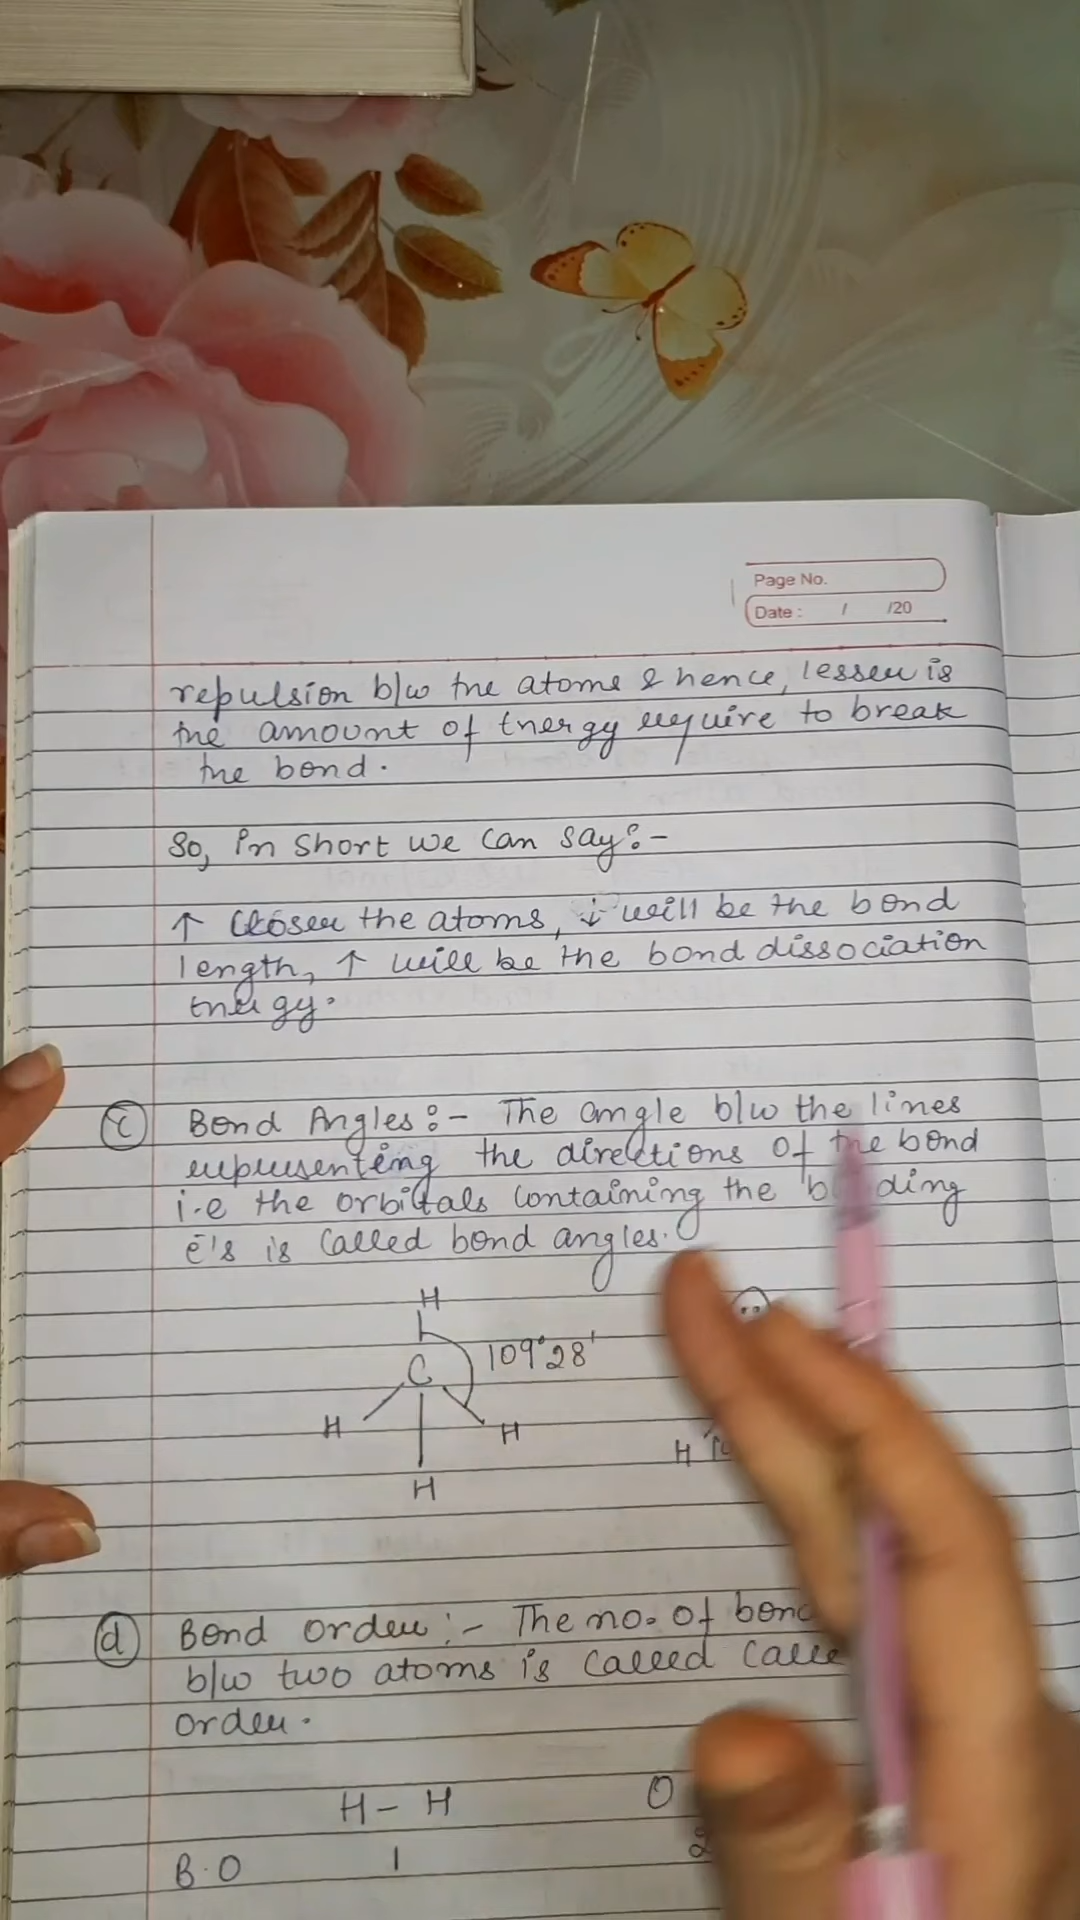 Page No.
Date : / /20
repulsion b/w the atoms & hence, lesser is
the amount of Energy require to break
the bond.
So, in short we can say:-
↑ Closer the atoms, ↓ will be the bond
length, ↑ will be the bond dissociation
Energy.
(c) Bond Angles:- The angle b/w the lines
representing the directions of the bond
i.e the orbitals containing the
ding
e⁻'s is called bond angles.
H
C 109°28'
H H
H
H
(d) Bond order:- The no. of bond
b/w two atoms is called
order.
H - H O
B.O 1 2